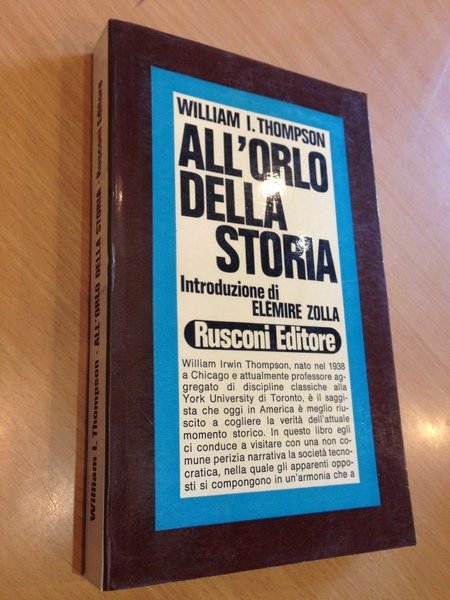 WILLIAM I. THOMPSON
ALL'ORLO
DELLA
STORIA
Introduzione di
ELÉMIRE ZOLLA
Rusconi Editore
William Irwin Thompson, nato nel 1938
a Chicago e attualmente professore ag-
gregato di discipline classiche alla
York University di Toronto, è il saggi-
sta che oggi in America è meglio riu-
scito a cogliere la verità dell'attuale
momento storico. In questo libro egli
ci conduce a visitare con una non co-
mune perizia narrativa la società tecno-
cratica, nella quale gli apparenti oppo-
sti si compongono in un'armonia che a
William I. Thompson - ALL'ORLO DELLA STORIA - Rusconi Editore